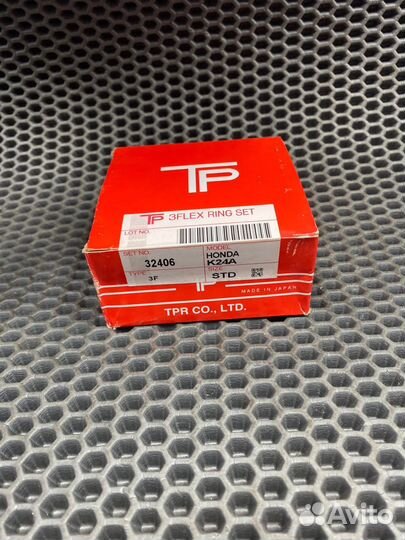 TP
TP 3FLEX RING SET
LOT NO.
SET NO.
32406
MODEL
HONDA
K24A
TYPE
3F
SIZE
STD
TP
MADE IN JAPAN
TPR CO., LTD.
Avito